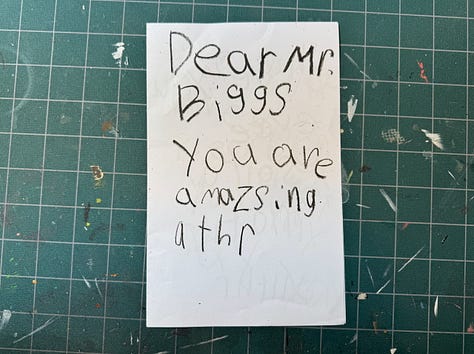 Dear Mr.
Biggs
You are
amazsing.
athr